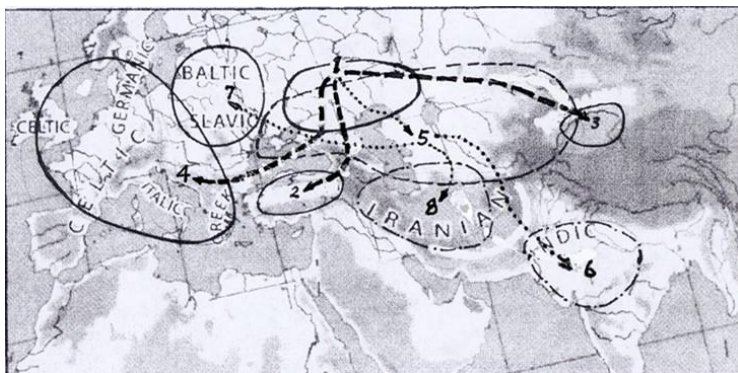 GERMANIC
BALTIC
7
SLAVIC
1
CELTIC
CELTIC
4
ITALIC
GREEK
2
5
3
IRANIAN
8
INDIC
6